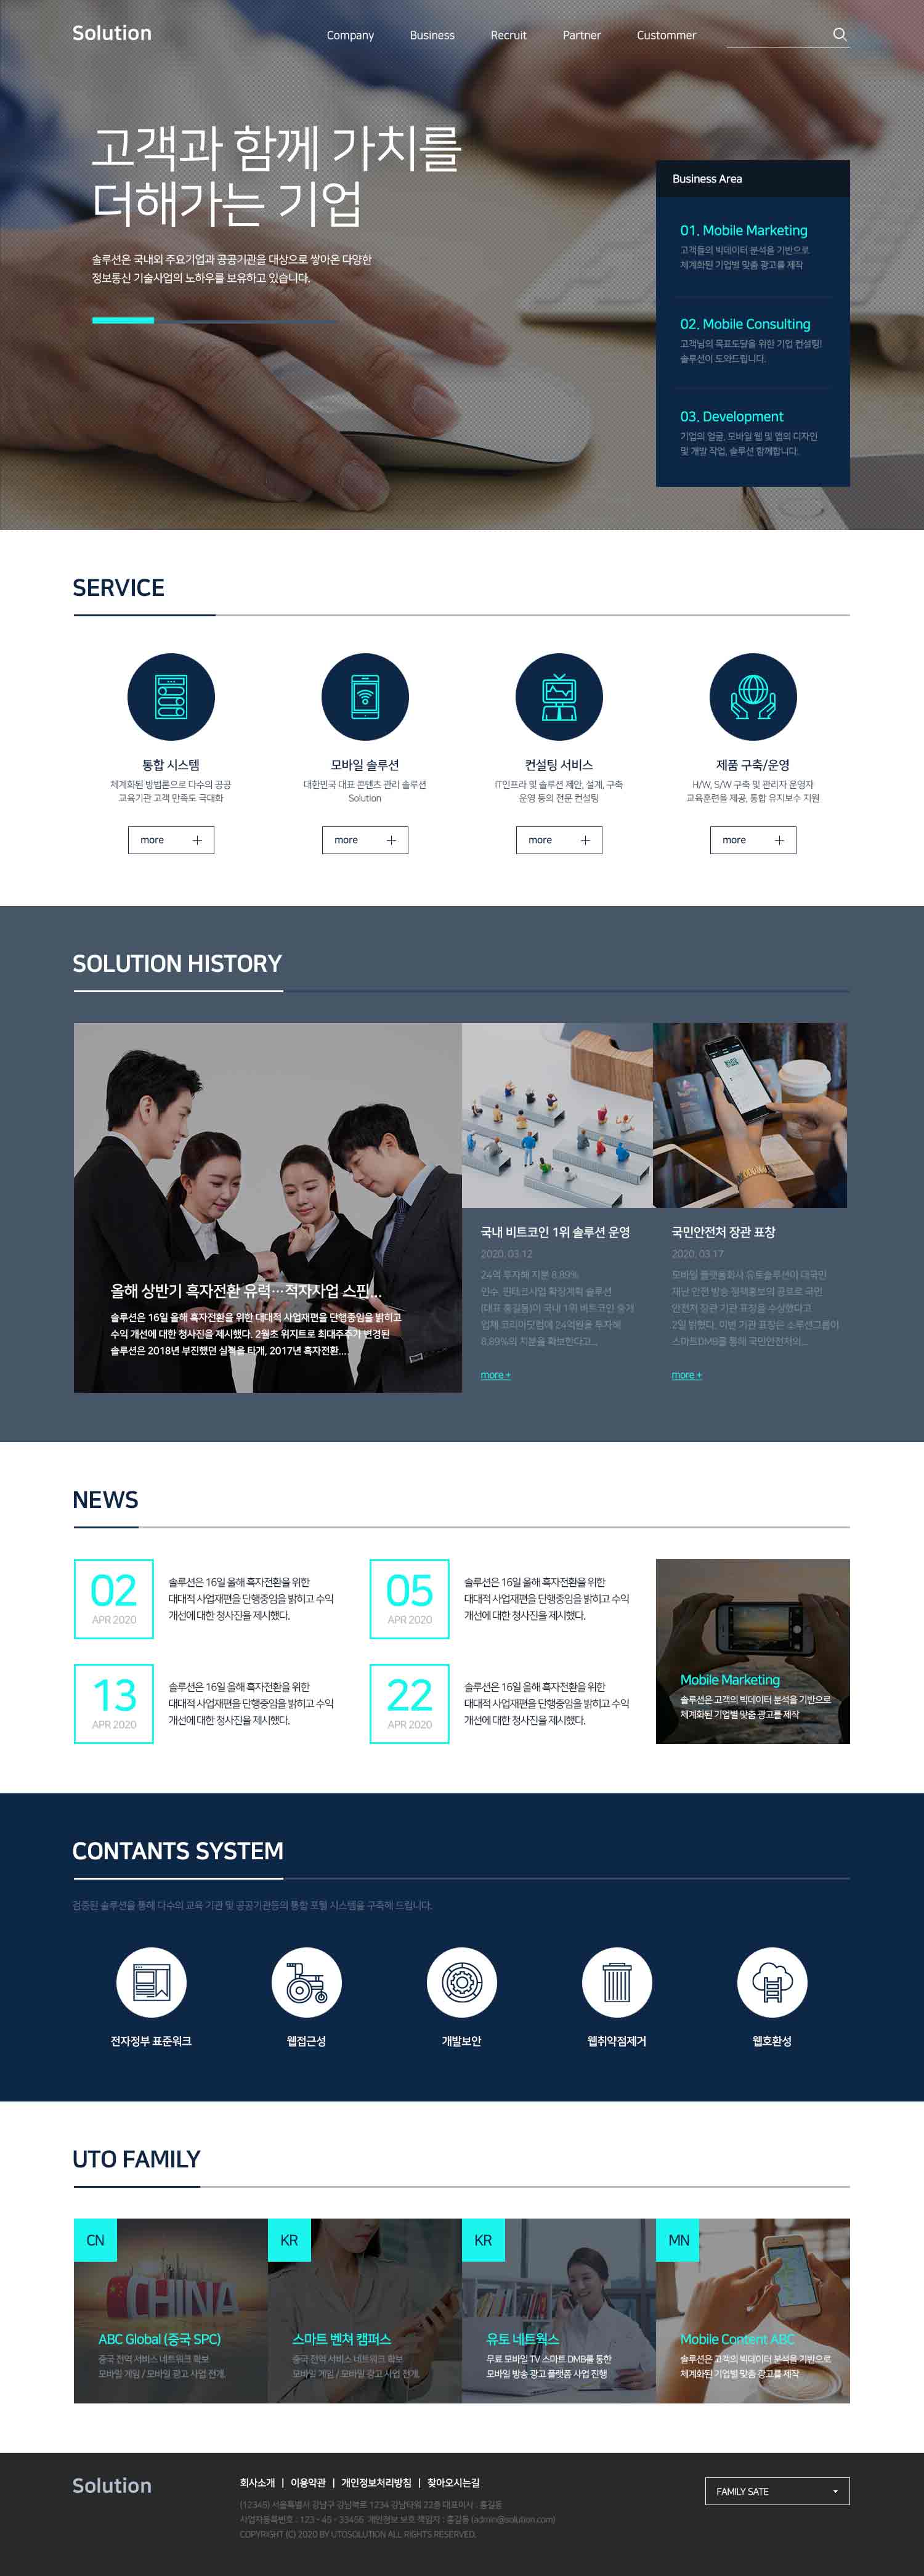 Solution
Company
Business
Recruit
Partner
Custommer
고객과 함께 가치를
더해가는 기업
솔루션은 국내외 주요기업과 공공기관을 대상으로 쌓아온 다양한
정보통신 기술사업의 노하우를 보유하고 있습니다.
Business Area
01. Mobile Marketing
고객들의 빅데이터 분석을 기반으로
체계화된 기업별 맞춤 광고를 제작
02. Mobile Consulting
고객님의 목표도달을 위한 기업 컨설팅!
솔루션이 도와드립니다.
03. Development
기업의 얼굴, 모바일 웹 및 앱의 디자인
및 개발 작업, 솔루션 함께합니다.
SERVICE
통합 시스템
체계화된 방법론으로 다수의 공공
교육기관 고객 만족도 극대화
more
모바일 솔루션
대한민국 대표 콘텐츠 관리 솔루션
Solution
more
컨설팅 서비스
IT인프라 및 솔루션 제안, 설계, 구축
운영 등의 전문 컨설팅
more
제품 구축/운영
H/W, S/W 구축 및 관리자 운영자
교육훈련을 제공, 통합 유지보수 지원
more
SOLUTION HISTORY
올해 상반기 흑자전환 유력…적자사업 스핀...
솔루션은 16일 올해 흑자전환을 위한 대대적 사업재편을 단행중임을 밝히고
수익 개선에 대한 청사진을 제시했다. 2월초 위지트로 최대주주가 변경된
솔루션은 2018년 부진했던 실적을 타개, 2017년 흑자전환....
국내 비트코인 1위 솔루션 운영
2020. 03.12
24억 투자해 지분 8.89%
인수. 핀테크사업 확장계획 솔루션
(대표 홍길동)이 국내 1위 비트코인 중개
업체 코리아닷컴에 24억원을 투자해
8.89%의 지분을 확보한다고...
more +
국민안전처 장관 표창
2020. 03.17
모바일 플랫폼회사 유토솔루션이 대국민
재난 안전 방송 정책홍보의 공로로 국민
안전처 장관 기관 표창을 수상했다고
2일 밝혔다. 이번 기관 표창은 소루션그룹이
스마트DMB를 통해 국민안전처의...
more +
NEWS
02
APR 2020
솔루션은 16일 올해 흑자전환을 위한
대대적 사업재편을 단행중임을 밝히고 수익
개선에 대한 청사진을 제시했다.
05
APR 2020
솔루션은 16일 올해 흑자전환을 위한
대대적 사업재편을 단행중임을 밝히고 수익
개선에 대한 청사진을 제시했다.
13
APR 2020
솔루션은 16일 올해 흑자전환을 위한
대대적 사업재편을 단행중임을 밝히고 수익
개선에 대한 청사진을 제시했다.
22
APR 2020
솔루션은 16일 올해 흑자전환을 위한
대대적 사업재편을 단행중임을 밝히고 수익
개선에 대한 청사진을 제시했다.
Mobile Marketing
솔루션은 고객의 빅데이터 분석을 기반으로
체계화된 기업별 맞춤 광고를 제작
CONTANTS SYSTEM
검증된 솔루션을 통해 다수의 교육 기관 및 공공기관등의 통합 포털 시스템을 구축해 드립니다.
전자정부 표준워크
웹접근성
개발보안
웹취약점제거
웹호환성
UTO FAMILY
CN
CHINA
ABC Global (중국 SPC)
중국 전역 서비스 네트워크 확보
모바일 게임 / 모바일 광고 사업 전개.
KR
스마트 벤쳐 캠퍼스
중국 전역 서비스 네트워크 확보
모바일 게임 / 모바일 광고 사업 전개.
KR
유토 네트웍스
무료 모바일 TV 스마트 DMB를 통한
모바일 방송 광고 플랫폼 사업 진행
MN
Mobile Content ABC
솔루션은 고객의 빅데이터 분석을 기반으로
체계화된 기업별 맞춤 광고를 제작
Solution
회사소개 | 이용약관 | 개인정보처리방침 | 찾아오시는길
(12345) 서울특별시 강남구 강남북로 1234 강남타워 22층 대표이사 : 홍길동
사업자등록번호 : 123 - 45 - 33456 개인정보 보호 책임자 : 홍길동 (admin@solution.com)
COPYRIGHT (C) 2020 BY UTOSOLUTION ALL RIGHTS RESERVED.
FAMILY SATE